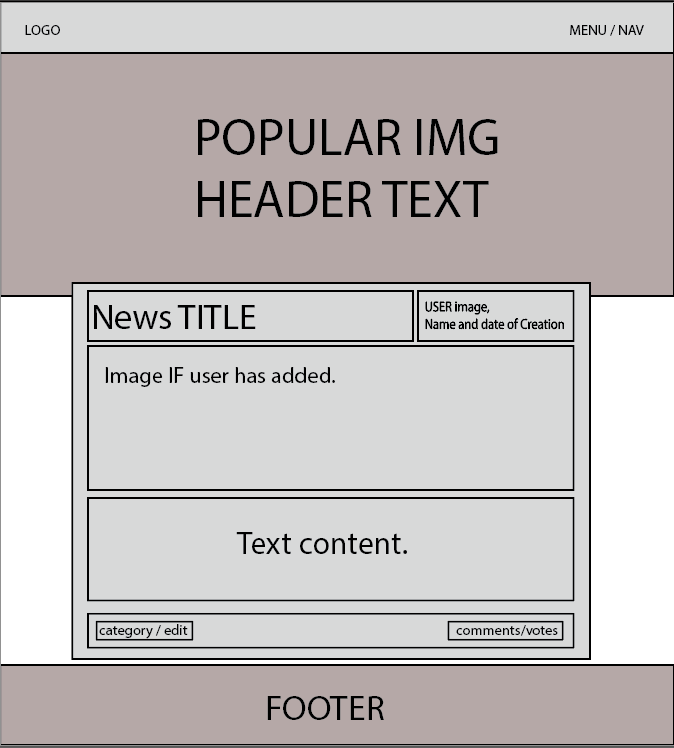 LOGO
MENU / NAV
POPULAR IMG
HEADER TEXT
News TITLE
USER image,
Name and date of Creation
Image IF user has added.
Text content.
category / edit
comments/votes
FOOTER